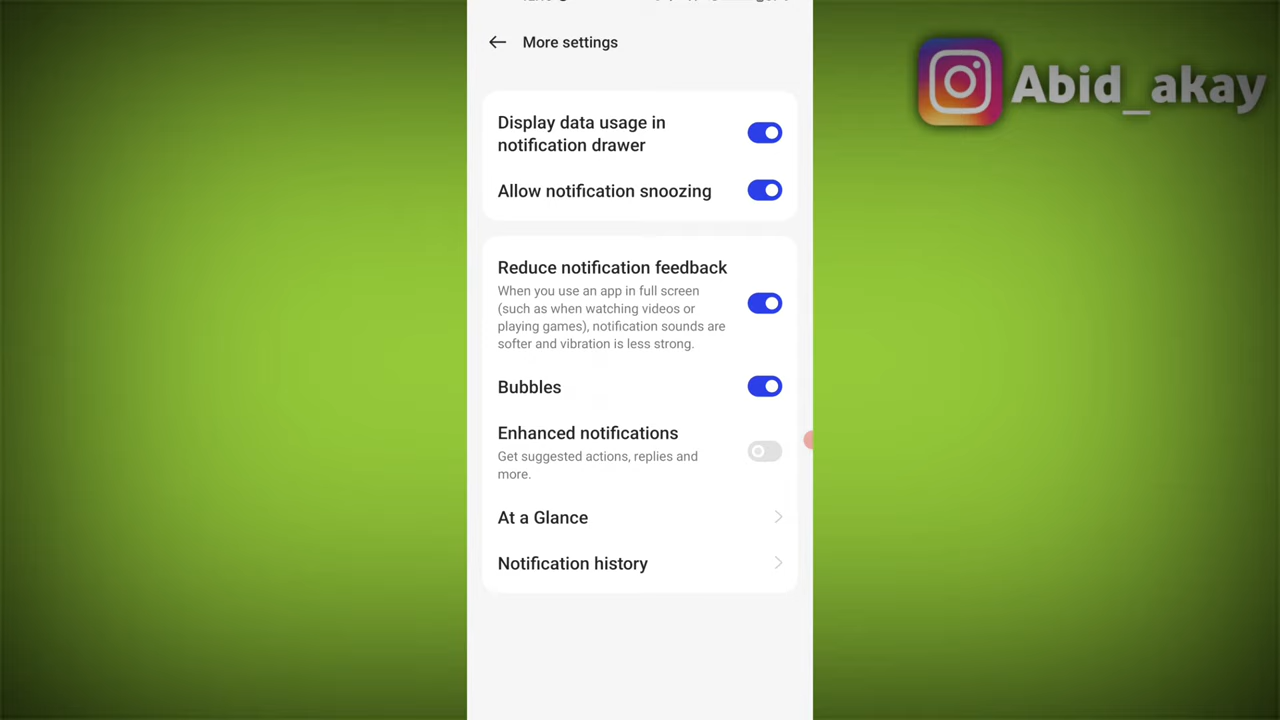 More settings
Abid_akay
Display data usage in
notification drawer
Allow notification snoozing
Reduce notification feedback
When you use an app in full screen
(such as when watching videos or
playing games), notification sounds are
softer and vibration is less strong.
Bubbles
Enhanced notifications
Get suggested actions, replies and
more.
At a Glance
Notification history